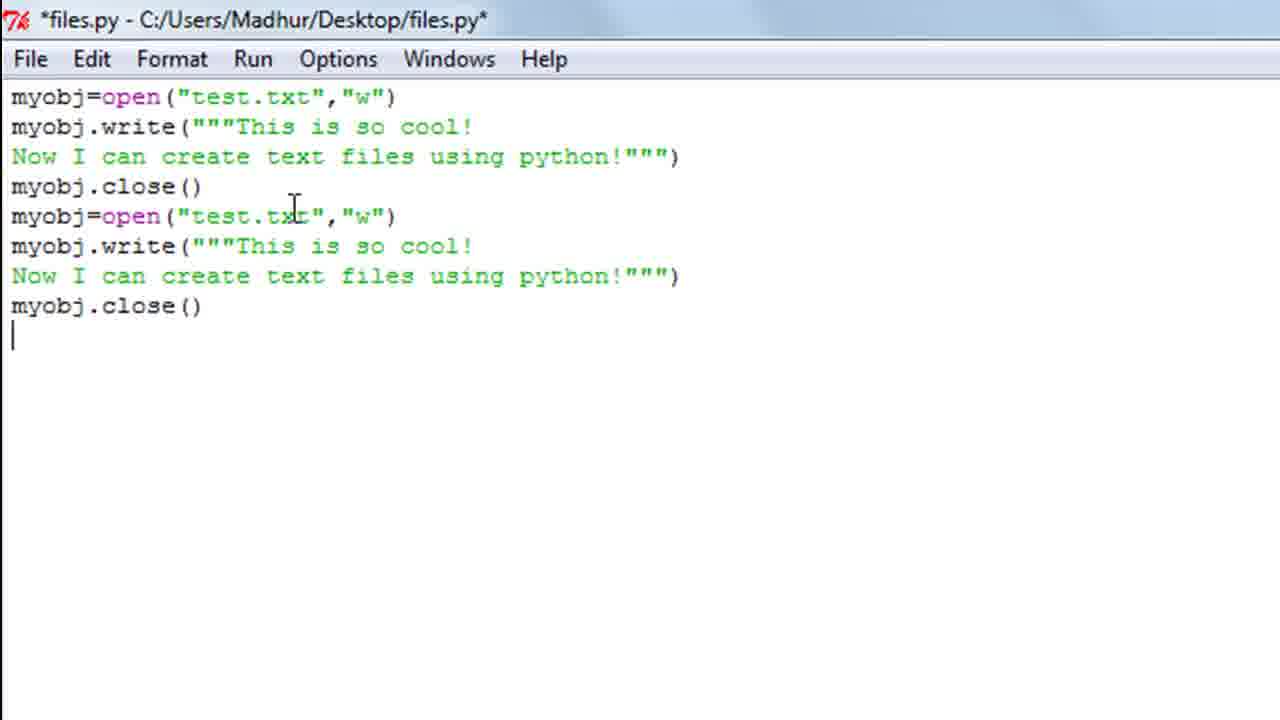 *files.py - C:/Users/Madhur/Desktop/files.py*
File Edit Format Run Options Windows Help
myobj=open("test.txt","w")
myobj.write("""This is so cool!
Now I can create text files using python!""")
myobj.close()
myobj=open("test.txt","w")
myobj.write("""This is so cool!
Now I can create text files using python!""")
myobj.close()